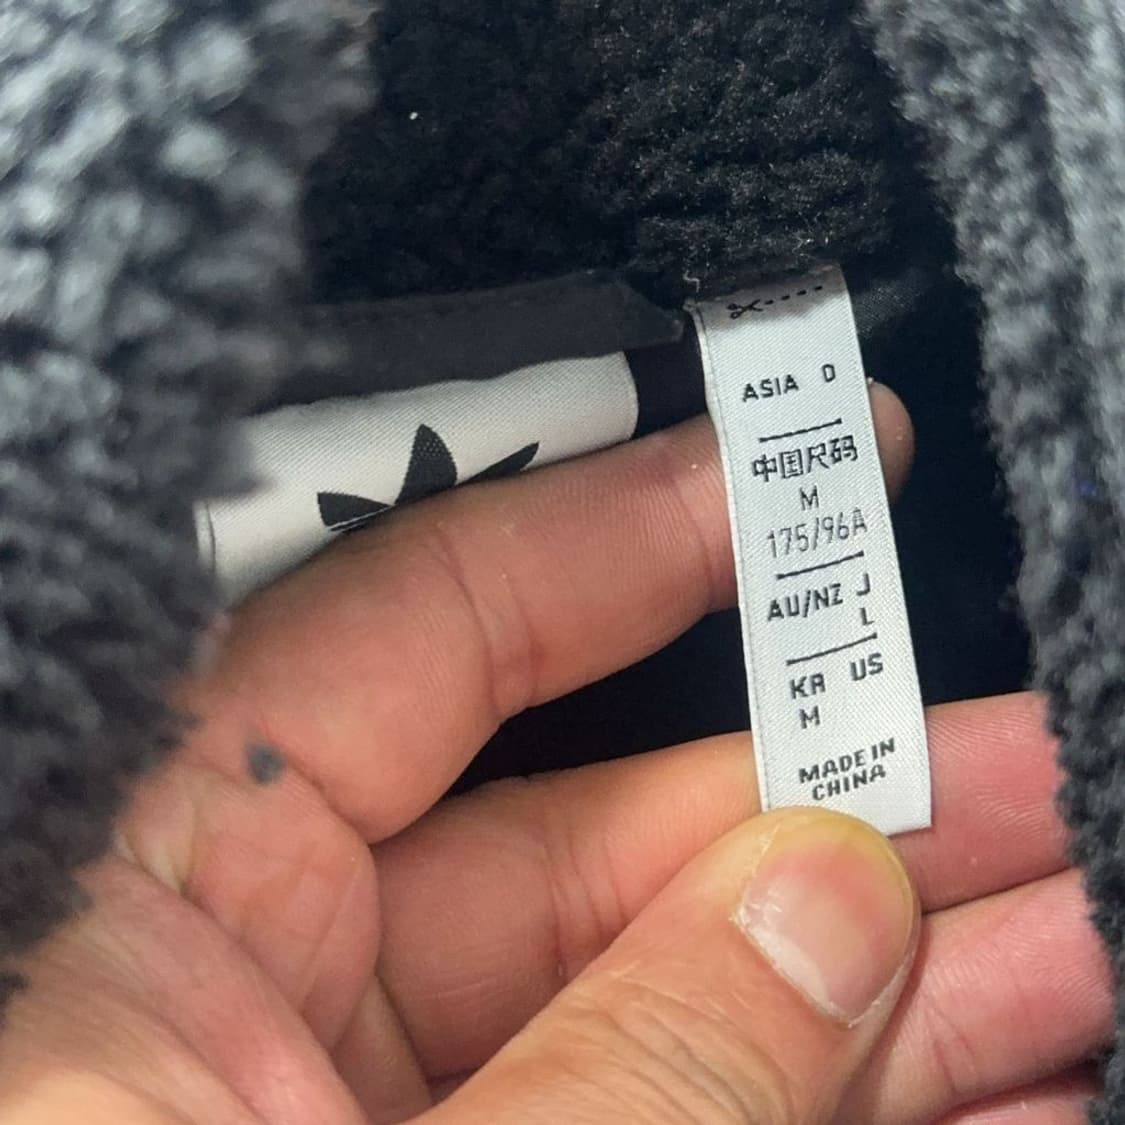 ASIA O
中国尺码
M
175/96A
AU/NZ J
L
KR US
M
MADE IN
CHINA